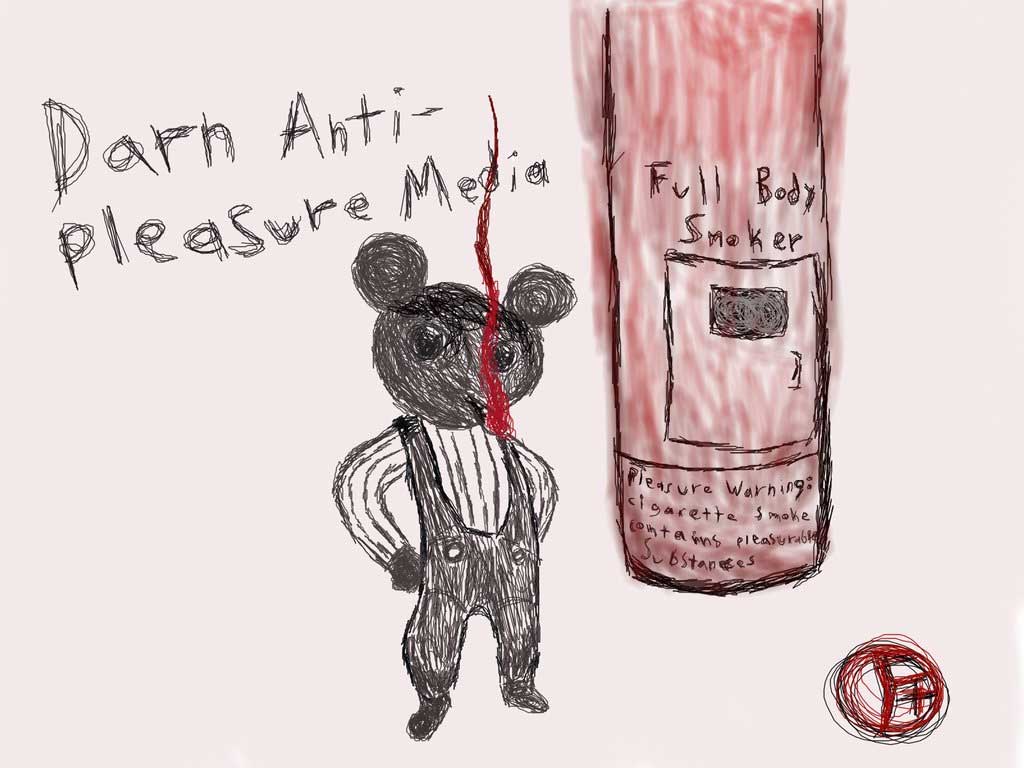 Darn Anti-
pleasure Media
Full Body
Smoker
Pleasure Warning:
cigarette smoke
contains pleasurable
Substances